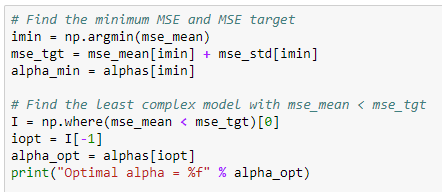 # Find the minimum MSE and MSE target
imin = np.argmin(mse_mean)
mse_tgt = mse_mean[imin] + mse_std[imin]
alpha_min = alphas[imin]
# Find the least complex model with mse_mean < mse_tgt
I = np.where(mse_mean < mse_tgt)[0]
iopt = I[-1]
alpha_opt = alphas[iopt]
print("Optimal alpha = %f" % alpha_opt)